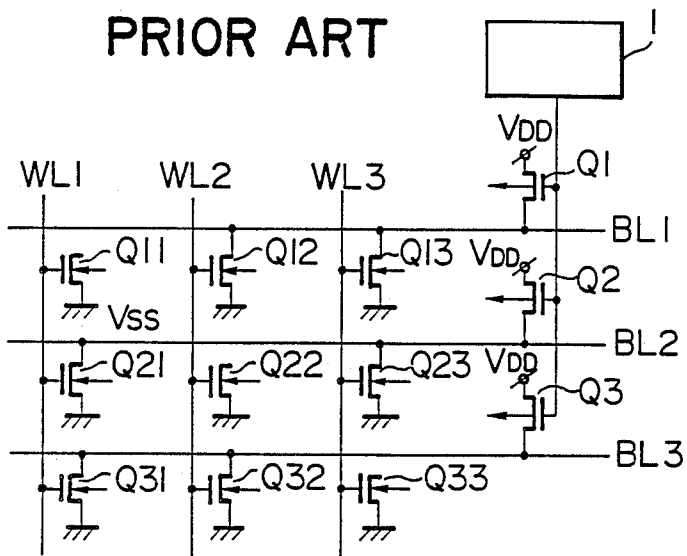 PRIOR ART
1
VDD
Q1
WL1 WL2 WL3
BL1
Q11 Q12 Q13
VDD
Q2
VSS
BL2
Q21 Q22 Q23
VDD
Q3
BL3
Q31 Q32 Q33